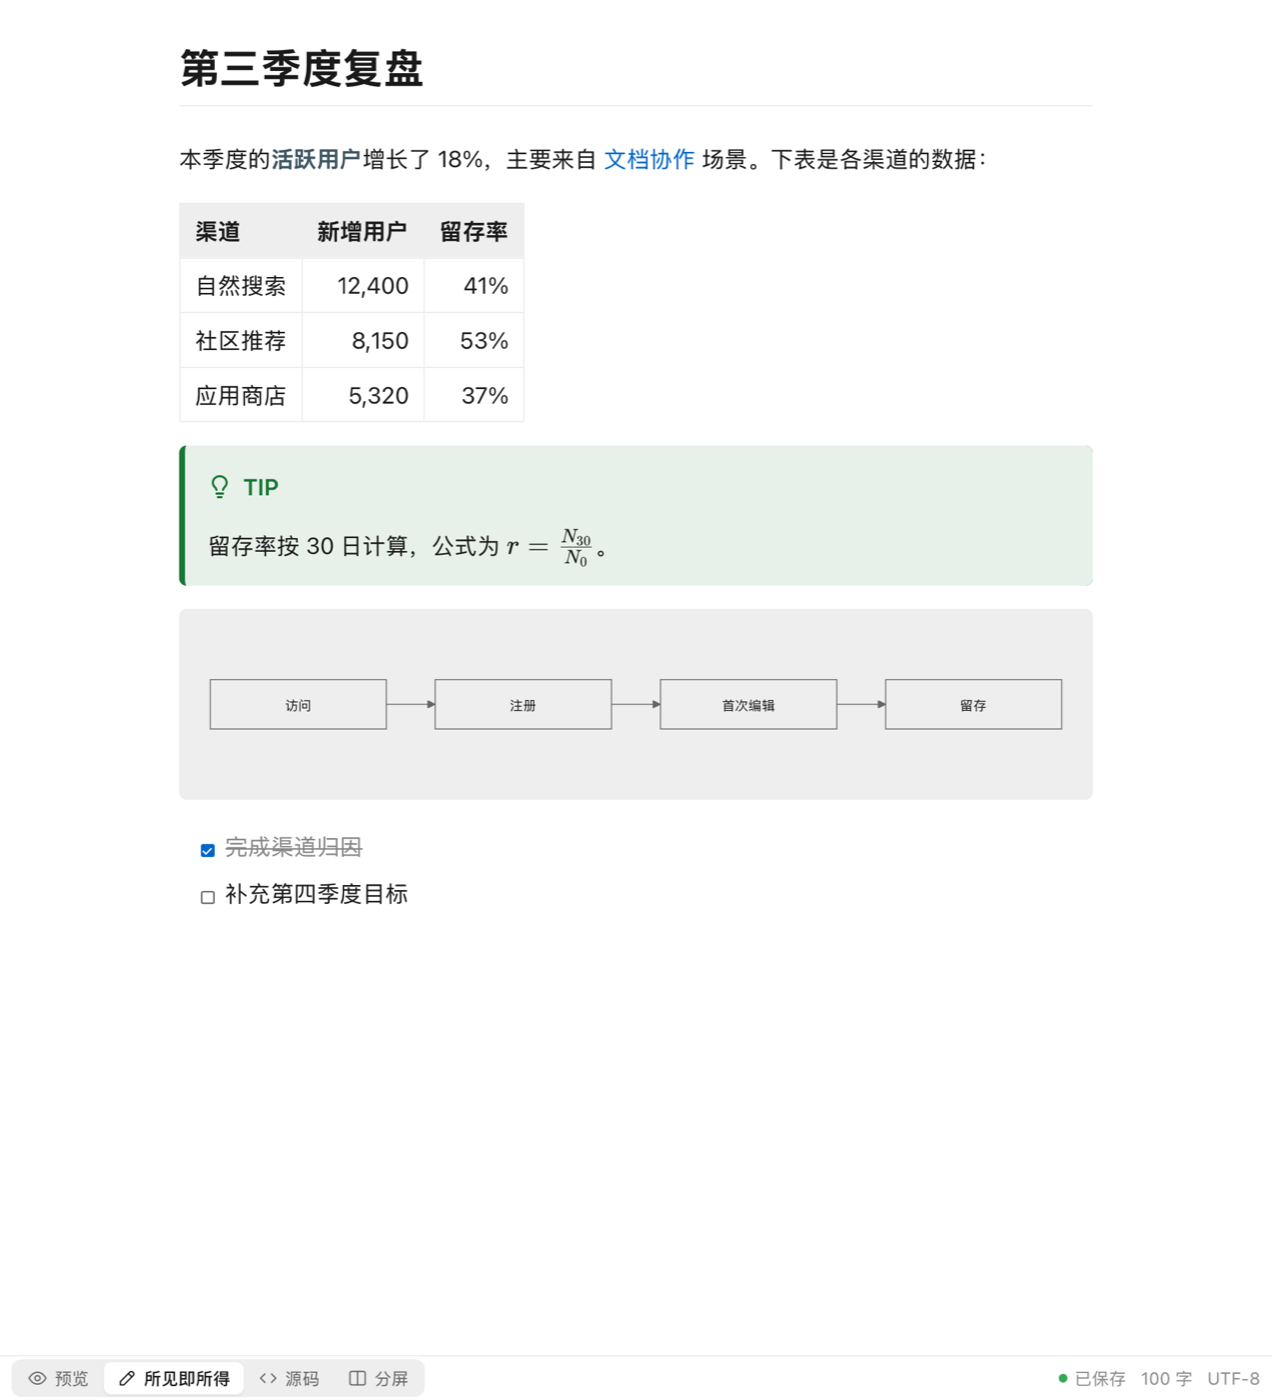 第三季度复盘
本季度的活跃用户增长了 18%，主要来自 文档协作 场景。下表是各渠道的数据：
渠道 新增用户 留存率
自然搜索 12,400 41%
社区推荐 8,150 53%
应用商店 5,320 37%
TIP
留存率按 30 日计算，公式为 r = N30/N0。
访问 注册 首次编辑 留存
完成渠道归因
补充第四季度目标
预览 所见即所得 源码 分屏 已保存 100 字 UTF-8